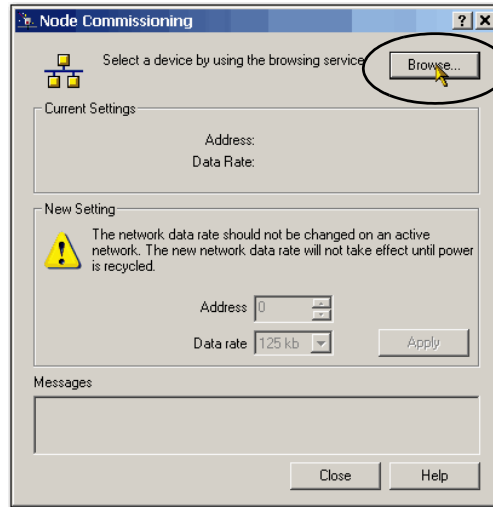 Node Commissioning
Select a device by using the browsing service
Browse...
Current Settings
Address:
Data Rate:
New Setting
The network data rate should not be changed on an active
network. The new network data rate will not take effect until power
is recycled.
Address 0
Data rate 125 kb
Apply
Messages
Close Help